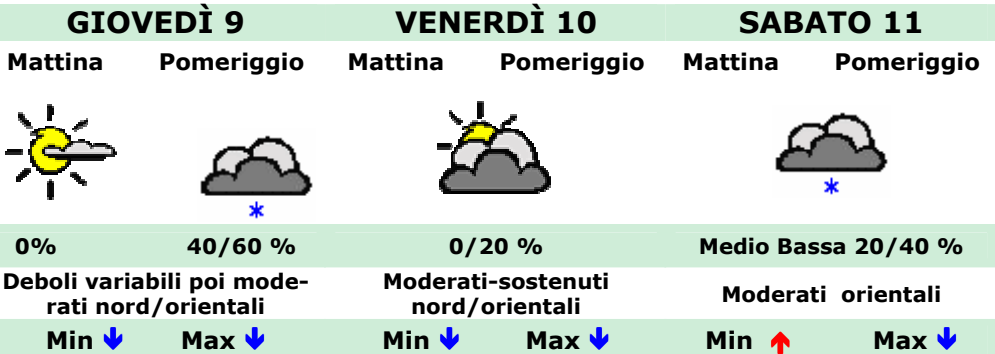 GIOVEDÌ 9 VENERDÌ 10 SABATO 11
Mattina Pomeriggio Mattina Pomeriggio Mattina Pomeriggio
0% 40/60 % 0/20 % Medio Bassa 20/40 %
Deboli variabili poi mode-
rati nord/orientali
Moderati-sostenuti
nord/orientali
Moderati orientali
Min Max Min Max Min Max